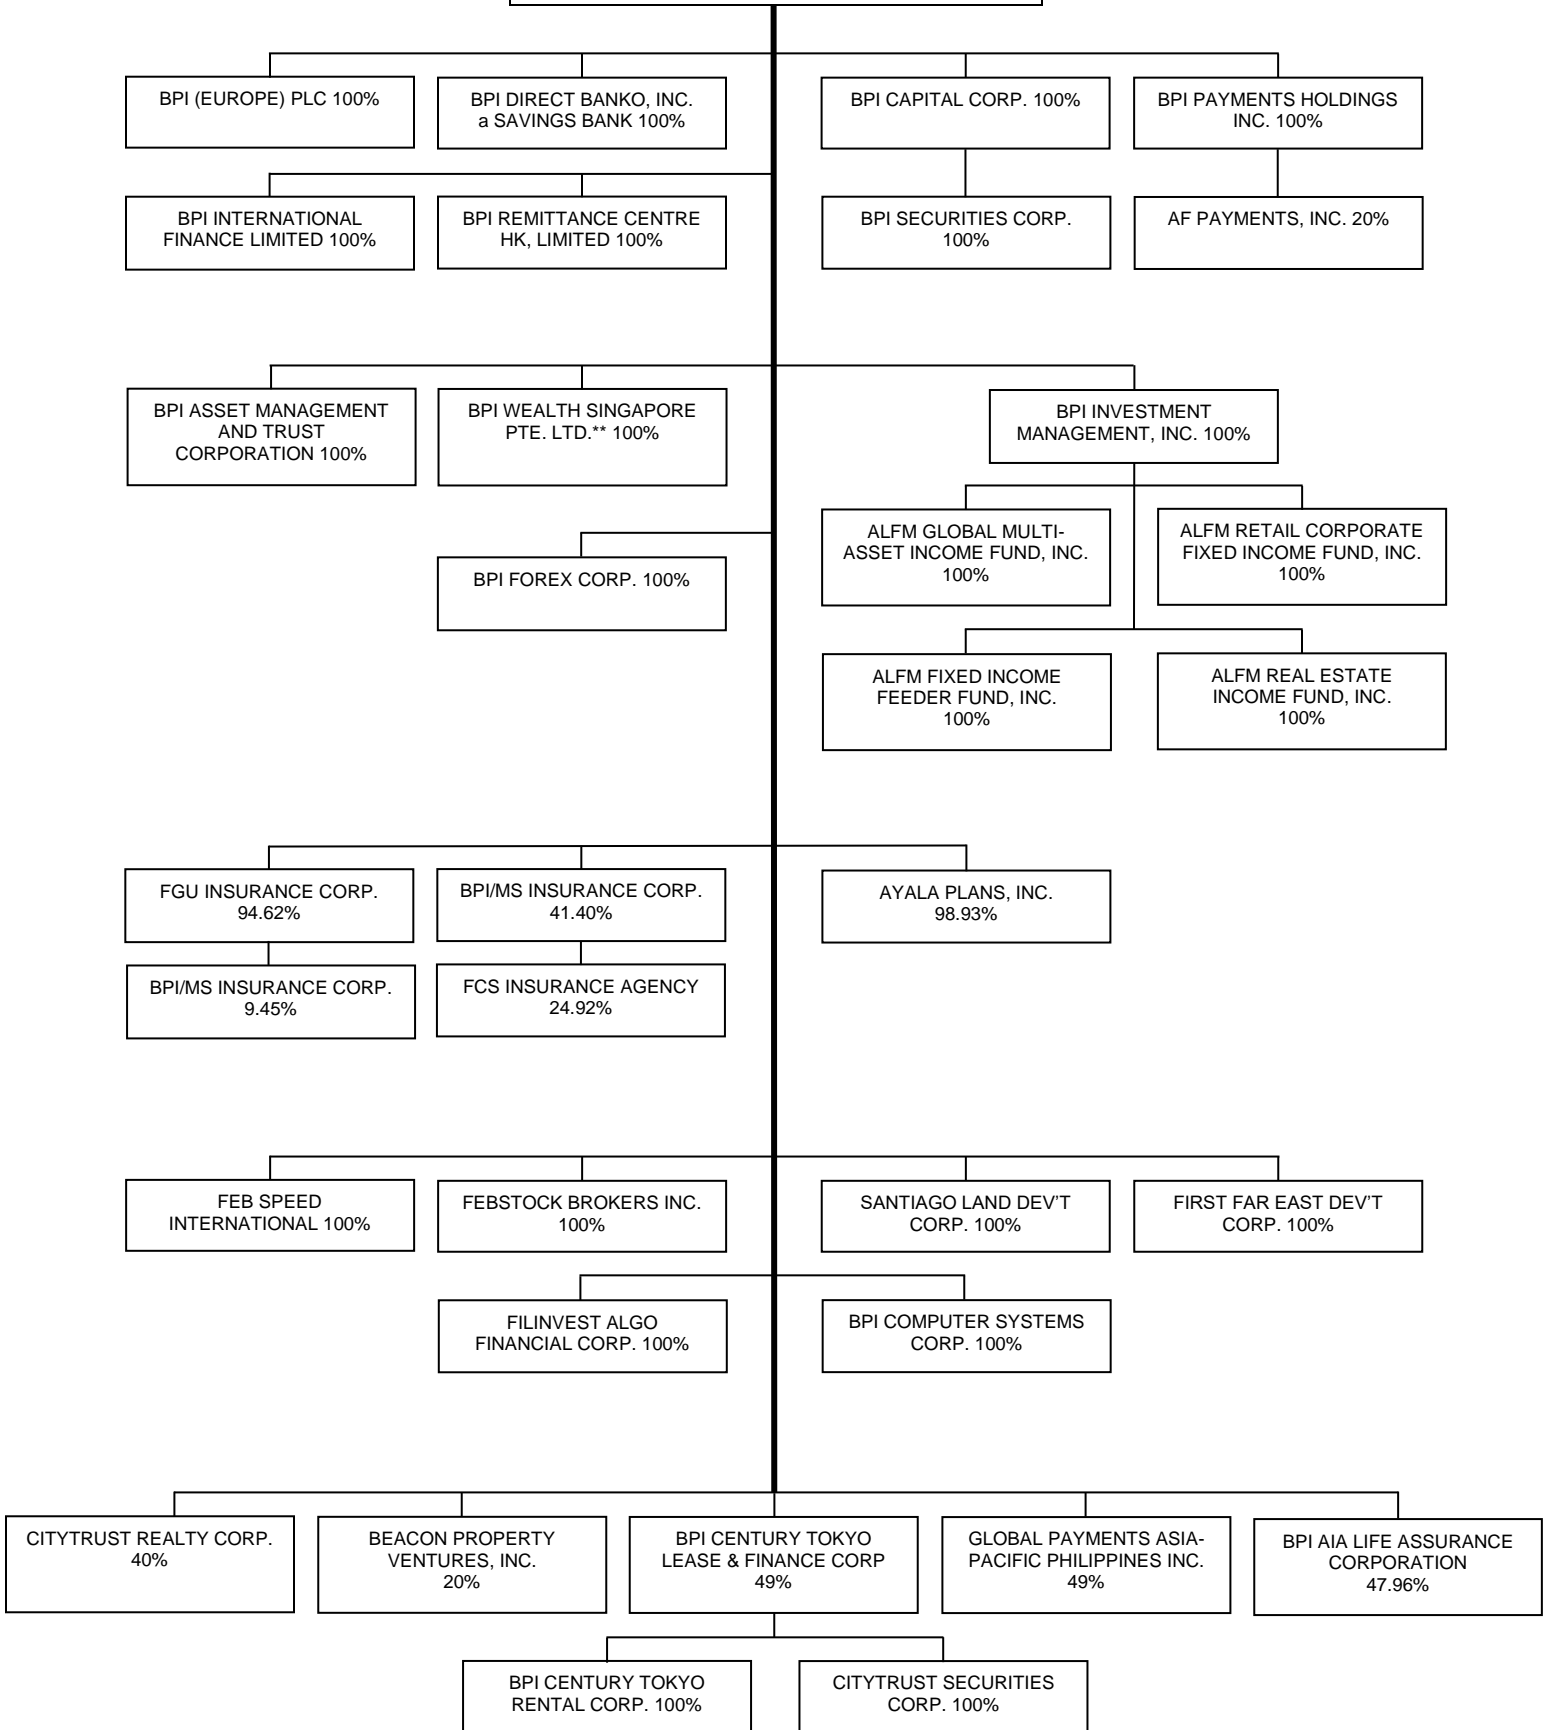 BPI (EUROPE) PLC 100%
BPI DIRECT BANKO, INC.
a SAVINGS BANK 100%
BPI CAPITAL CORP. 100%
BPI PAYMENTS HOLDINGS
INC. 100%
BPI INTERNATIONAL
FINANCE LIMITED 100%
BPI REMITTANCE CENTRE
HK, LIMITED 100%
BPI SECURITIES CORP.
100%
AF PAYMENTS, INC. 20%
BPI ASSET MANAGEMENT
AND TRUST
CORPORATION 100%
BPI WEALTH SINGAPORE
PTE. LTD.** 100%
BPI INVESTMENT
MANAGEMENT, INC. 100%
ALFM GLOBAL MULTI-
ASSET INCOME FUND, INC.
100%
ALFM RETAIL CORPORATE
FIXED INCOME FUND, INC.
100%
BPI FOREX CORP. 100%
ALFM FIXED INCOME
FEEDER FUND, INC.
100%
ALFM REAL ESTATE
INCOME FUND, INC.
100%
FGU INSURANCE CORP.
94.62%
BPI/MS INSURANCE CORP.
41.40%
AYALA PLANS, INC.
98.93%
BPI/MS INSURANCE CORP.
9.45%
FCS INSURANCE AGENCY
24.92%
FEB SPEED
INTERNATIONAL 100%
FEBSTOCK BROKERS INC.
100%
SANTIAGO LAND DEV’T
CORP. 100%
FIRST FAR EAST DEV’T
CORP. 100%
FILINVEST ALGO
FINANCIAL CORP. 100%
BPI COMPUTER SYSTEMS
CORP. 100%
CITYTRUST REALTY CORP.
40%
BEACON PROPERTY
VENTURES, INC.
20%
BPI CENTURY TOKYO
LEASE & FINANCE CORP
49%
GLOBAL PAYMENTS ASIA-
PACIFIC PHILIPPINES INC.
49%
BPI AIA LIFE ASSURANCE
CORPORATION
47.96%
BPI CENTURY TOKYO
RENTAL CORP. 100%
CITYTRUST SECURITIES
CORP. 100%